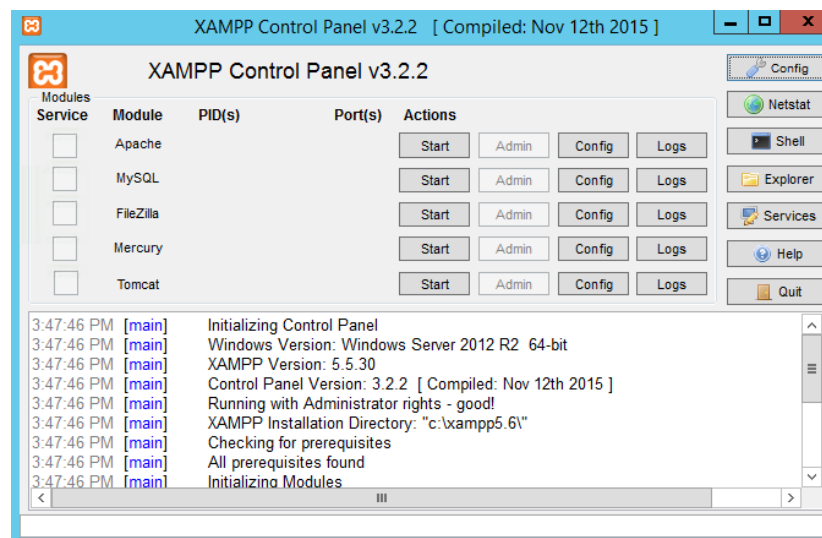 XAMPP Control Panel v3.2.2 [ Compiled: Nov 12th 2015 ]
XAMPP Control Panel v3.2.2
Config
Modules
Service Module PID(s) Port(s) Actions
Netstat
Apache Start Admin Config Logs
Shell
MySQL Start Admin Config Logs
Explorer
FileZilla Start Admin Config Logs
Services
Mercury Start Admin Config Logs
Help
Tomcat Start Admin Config Logs
Quit
3:47:46 PM [main] Initializing Control Panel
3:47:46 PM [main] Windows Version: Windows Server 2012 R2 64-bit
3:47:46 PM [main] XAMPP Version: 5.5.30
3:47:46 PM [main] Control Panel Version: 3.2.2 [ Compiled: Nov 12th 2015 ]
3:47:46 PM [main] Running with Administrator rights - good!
3:47:46 PM [main] XAMPP Installation Directory: "c:\xampp5.6\"
3:47:46 PM [main] Checking for prerequisites
3:47:46 PM [main] All prerequisites found
3:47:46 PM [main] Initializing Modules